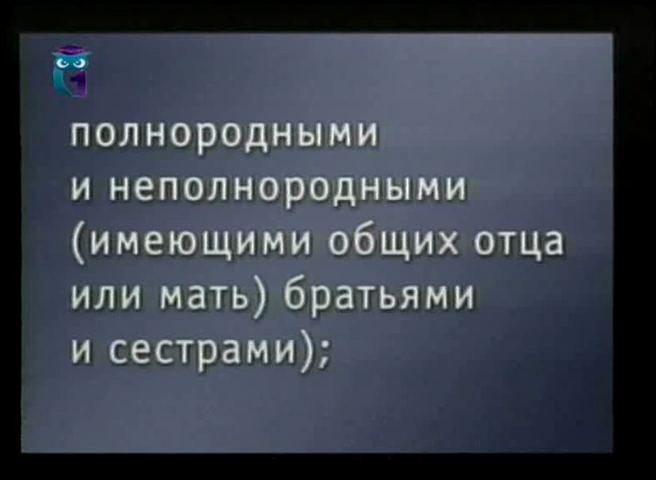 полнородными
и неполнородными
(имеющими общих отца
или мать) братьями
и сестрами);